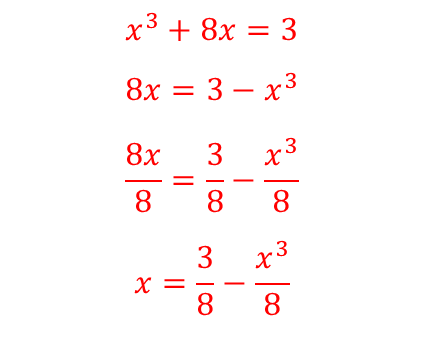 x³ + 8x = 3
8x = 3 − x³
8x/8 = 3/8 − x³/8
x = 3/8 − x³/8